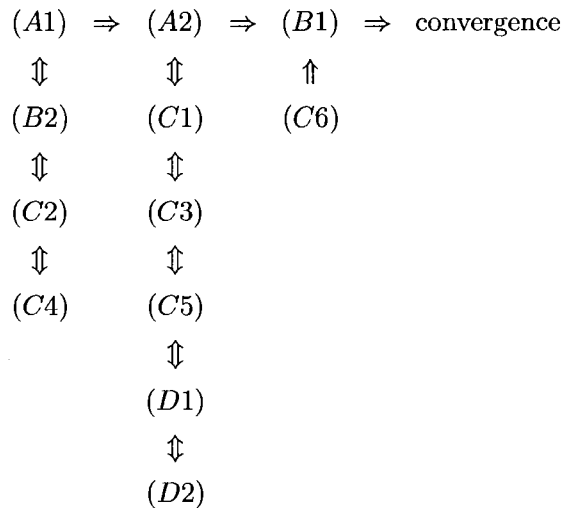 (A1) ⇒ (A2) ⇒ (B1) ⇒ convergence
⇕ ⇕ ⇑
(B2) (C1) (C6)
⇕ ⇕
(C2) (C3)
⇕ ⇕
(C4) (C5)
⇕
(D1)
⇕
(D2)